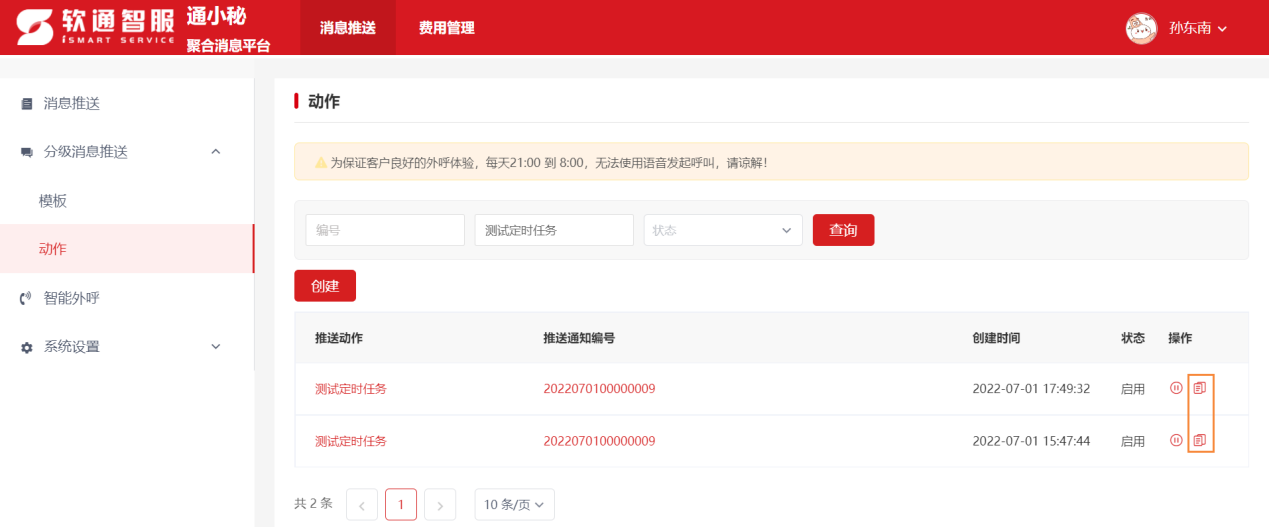 软通智服 通小秘
iSMART SERVICE 聚合消息平台
消息推送 费用管理 孙东南
消息推送
分级消息推送
模板
动作
智能外呼
系统设置
动作
为保证客户良好的外呼体验，每天21:00 到 8:00，无法使用语音发起呼叫，请谅解！
编号 测试定时任务 状态 查询
创建
推送动作 推送通知编号 创建时间 状态 操作
测试定时任务 2022070100000009 2022-07-01 17:49:32 启用
测试定时任务 2022070100000009 2022-07-01 15:47:44 启用
共 2 条 < 1 > 10 条/页